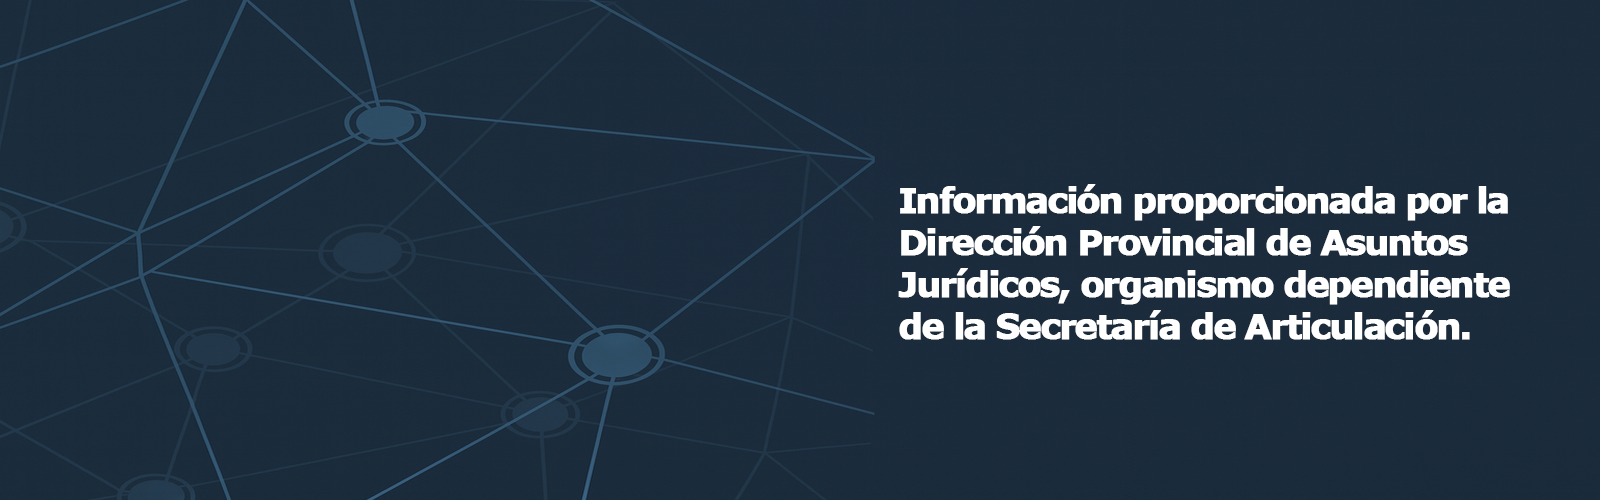 Información proporcionada por la
Dirección Provincial de Asuntos
Jurídicos, organismo dependiente
de la Secretaría de Articulación.